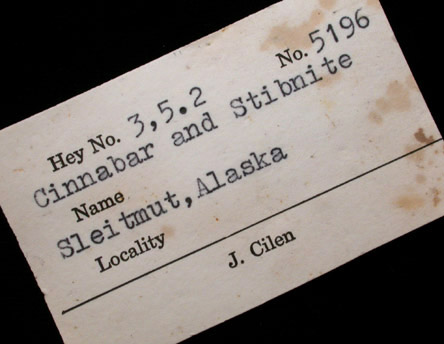 Hey No. 3,5.2 No. 5196
Cinnabar and Stibnite
Name
Sleitmut, Alaska
Locality
J. Cilen